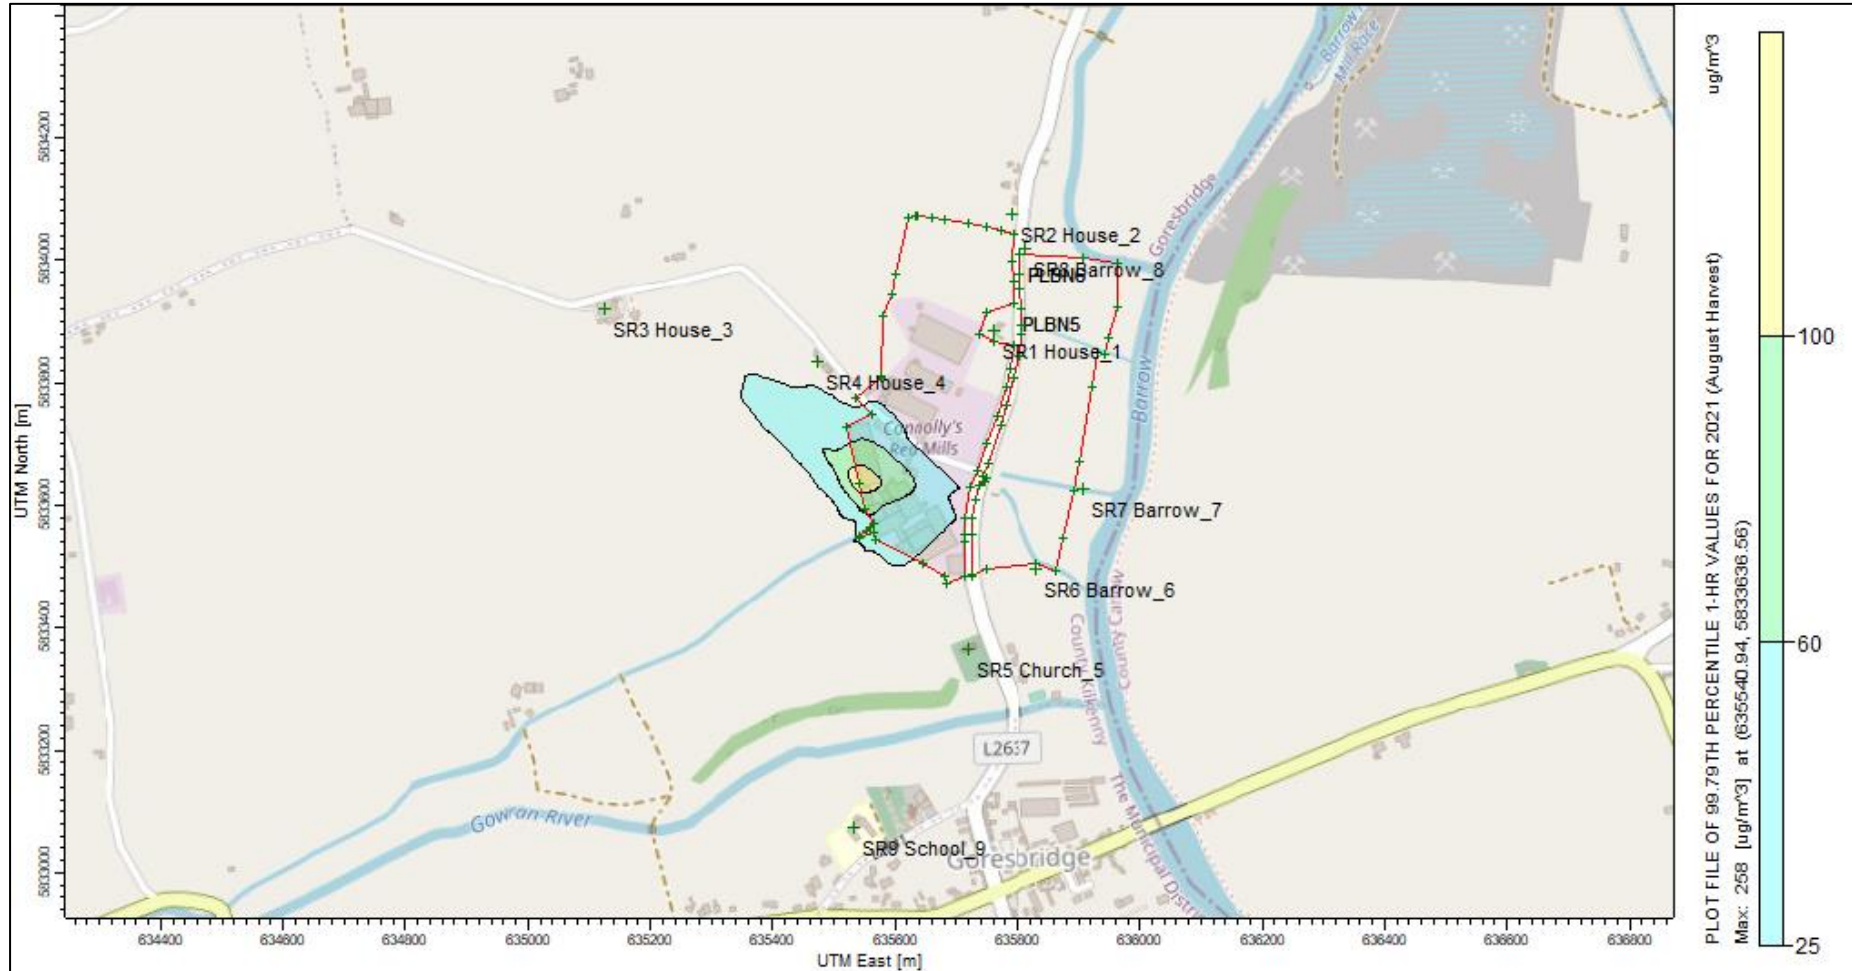 Barrow
Mill Race
Goresbridge
SR2 House_2
SR8 Barrow_8
PLBN6
SR3 House_3
PLBN5
SR1 House_1
SR4 House_4
Barrow
Connolly's
Red Mills
SR7 Barrow_7
SR6 Barrow_6
County Carlow
County Kilkenny
SR5 Church_5
L2637
The Municipal Distri
Gowran River
SR9 School_9
Goresbridge
UTM North [m]
5834200
5834000
5833800
5833600
5833400
5833200
5833000
634400
634600
634800
635000
635200
635400
635600
635800
636000
636200
636400
636600
636800
UTM East [m]
PLOT FILE OF 99.79TH PERCENTILE 1-HR VALUES FOR 2021 (August Harvest)
ug/m^3
Max: 258 [ug/m^3] at (635540.94, 5833636.56)
100
60
25